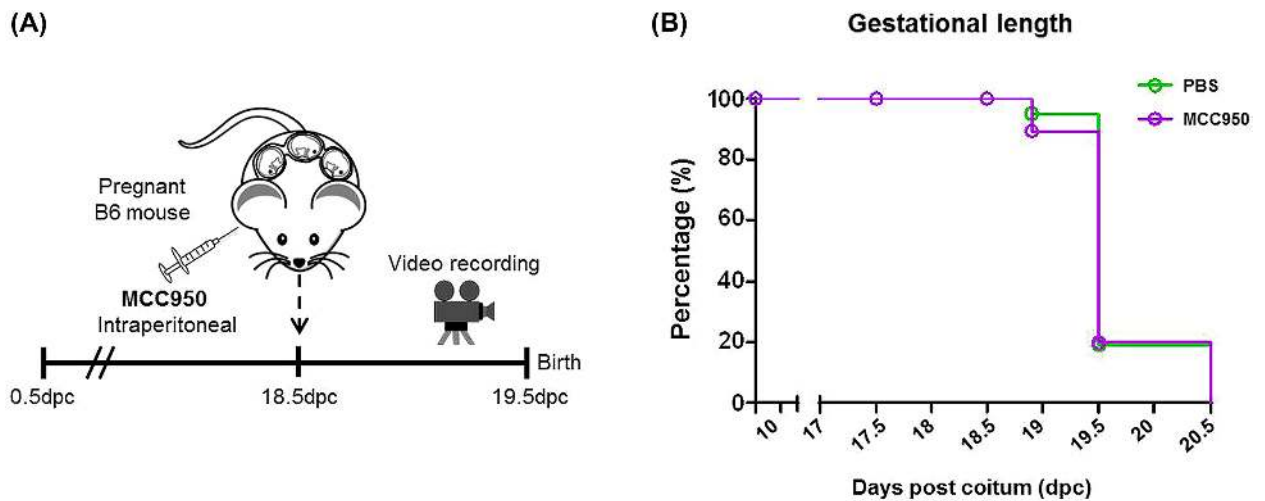 (A)
Pregnant
B6 mouse
MCC950
Intraperitoneal
Video recording
Birth
0.5dpc
18.5dpc
19.5dpc
(B)
Gestational length
PBS
MCC950
Percentage (%)
100
80
60
40
20
0
10
17
17.5
18
18.5
19
19.5
20
20.5
Days post coitum (dpc)